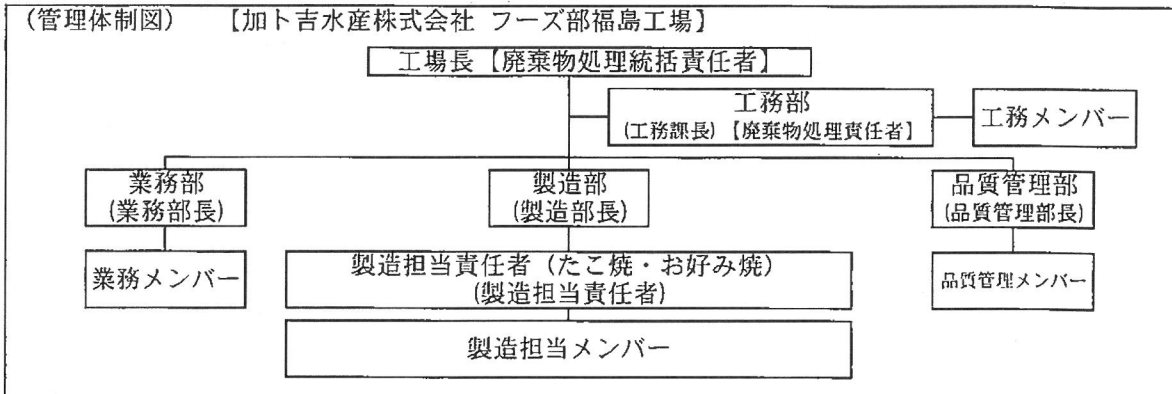 (管理体制図) 【加ト吉水産株式会社 フーズ部福島工場】
工場長【廃棄物処理統括責任者】
工務部
(工務課長)【廃棄物処理責任者】
工務メンバー
業務部
(業務部長)
製造部
(製造部長)
品質管理部
(品質管理部長)
業務メンバー
製造担当責任者(たこ焼・お好み焼)
(製造担当責任者)
品質管理メンバー
製造担当メンバー